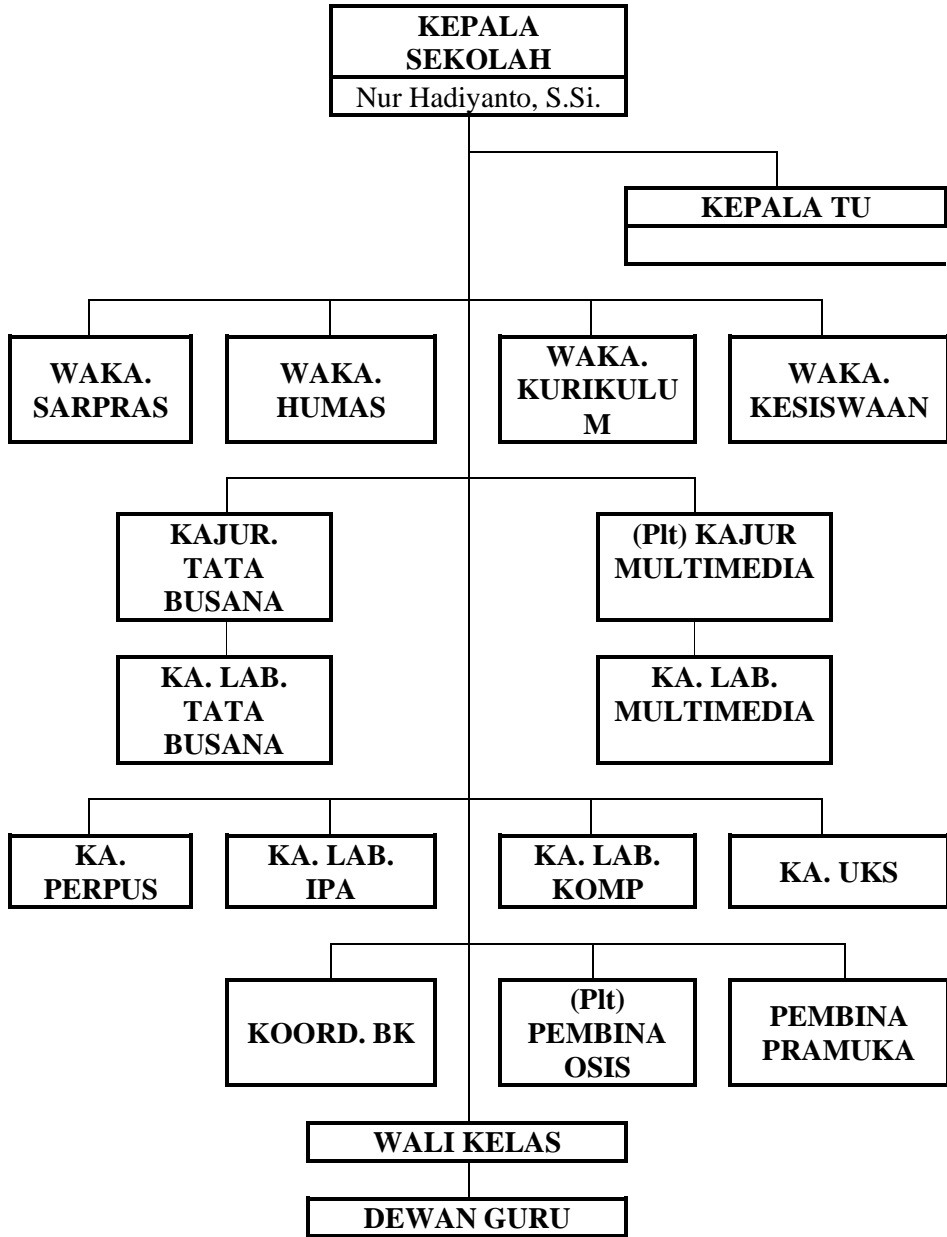 KEPALA
SEKOLAH
Nur Hadiyanto, S.Si.
KEPALA TU
WAKA.
SARPRAS
WAKA.
HUMAS
WAKA.
KURIKULU
M
WAKA.
KESISWAAN
KAJUR.
TATA
BUSANA
(Plt) KAJUR
MULTIMEDIA
KA. LAB.
TATA
BUSANA
KA. LAB.
MULTIMEDIA
KA.
PERPUS
KA. LAB.
IPA
KA. LAB.
KOMP
KA. UKS
KOORD. BK
(Plt)
PEMBINA
OSIS
PEMBINA
PRAMUKA
WALI KELAS
DEWAN GURU